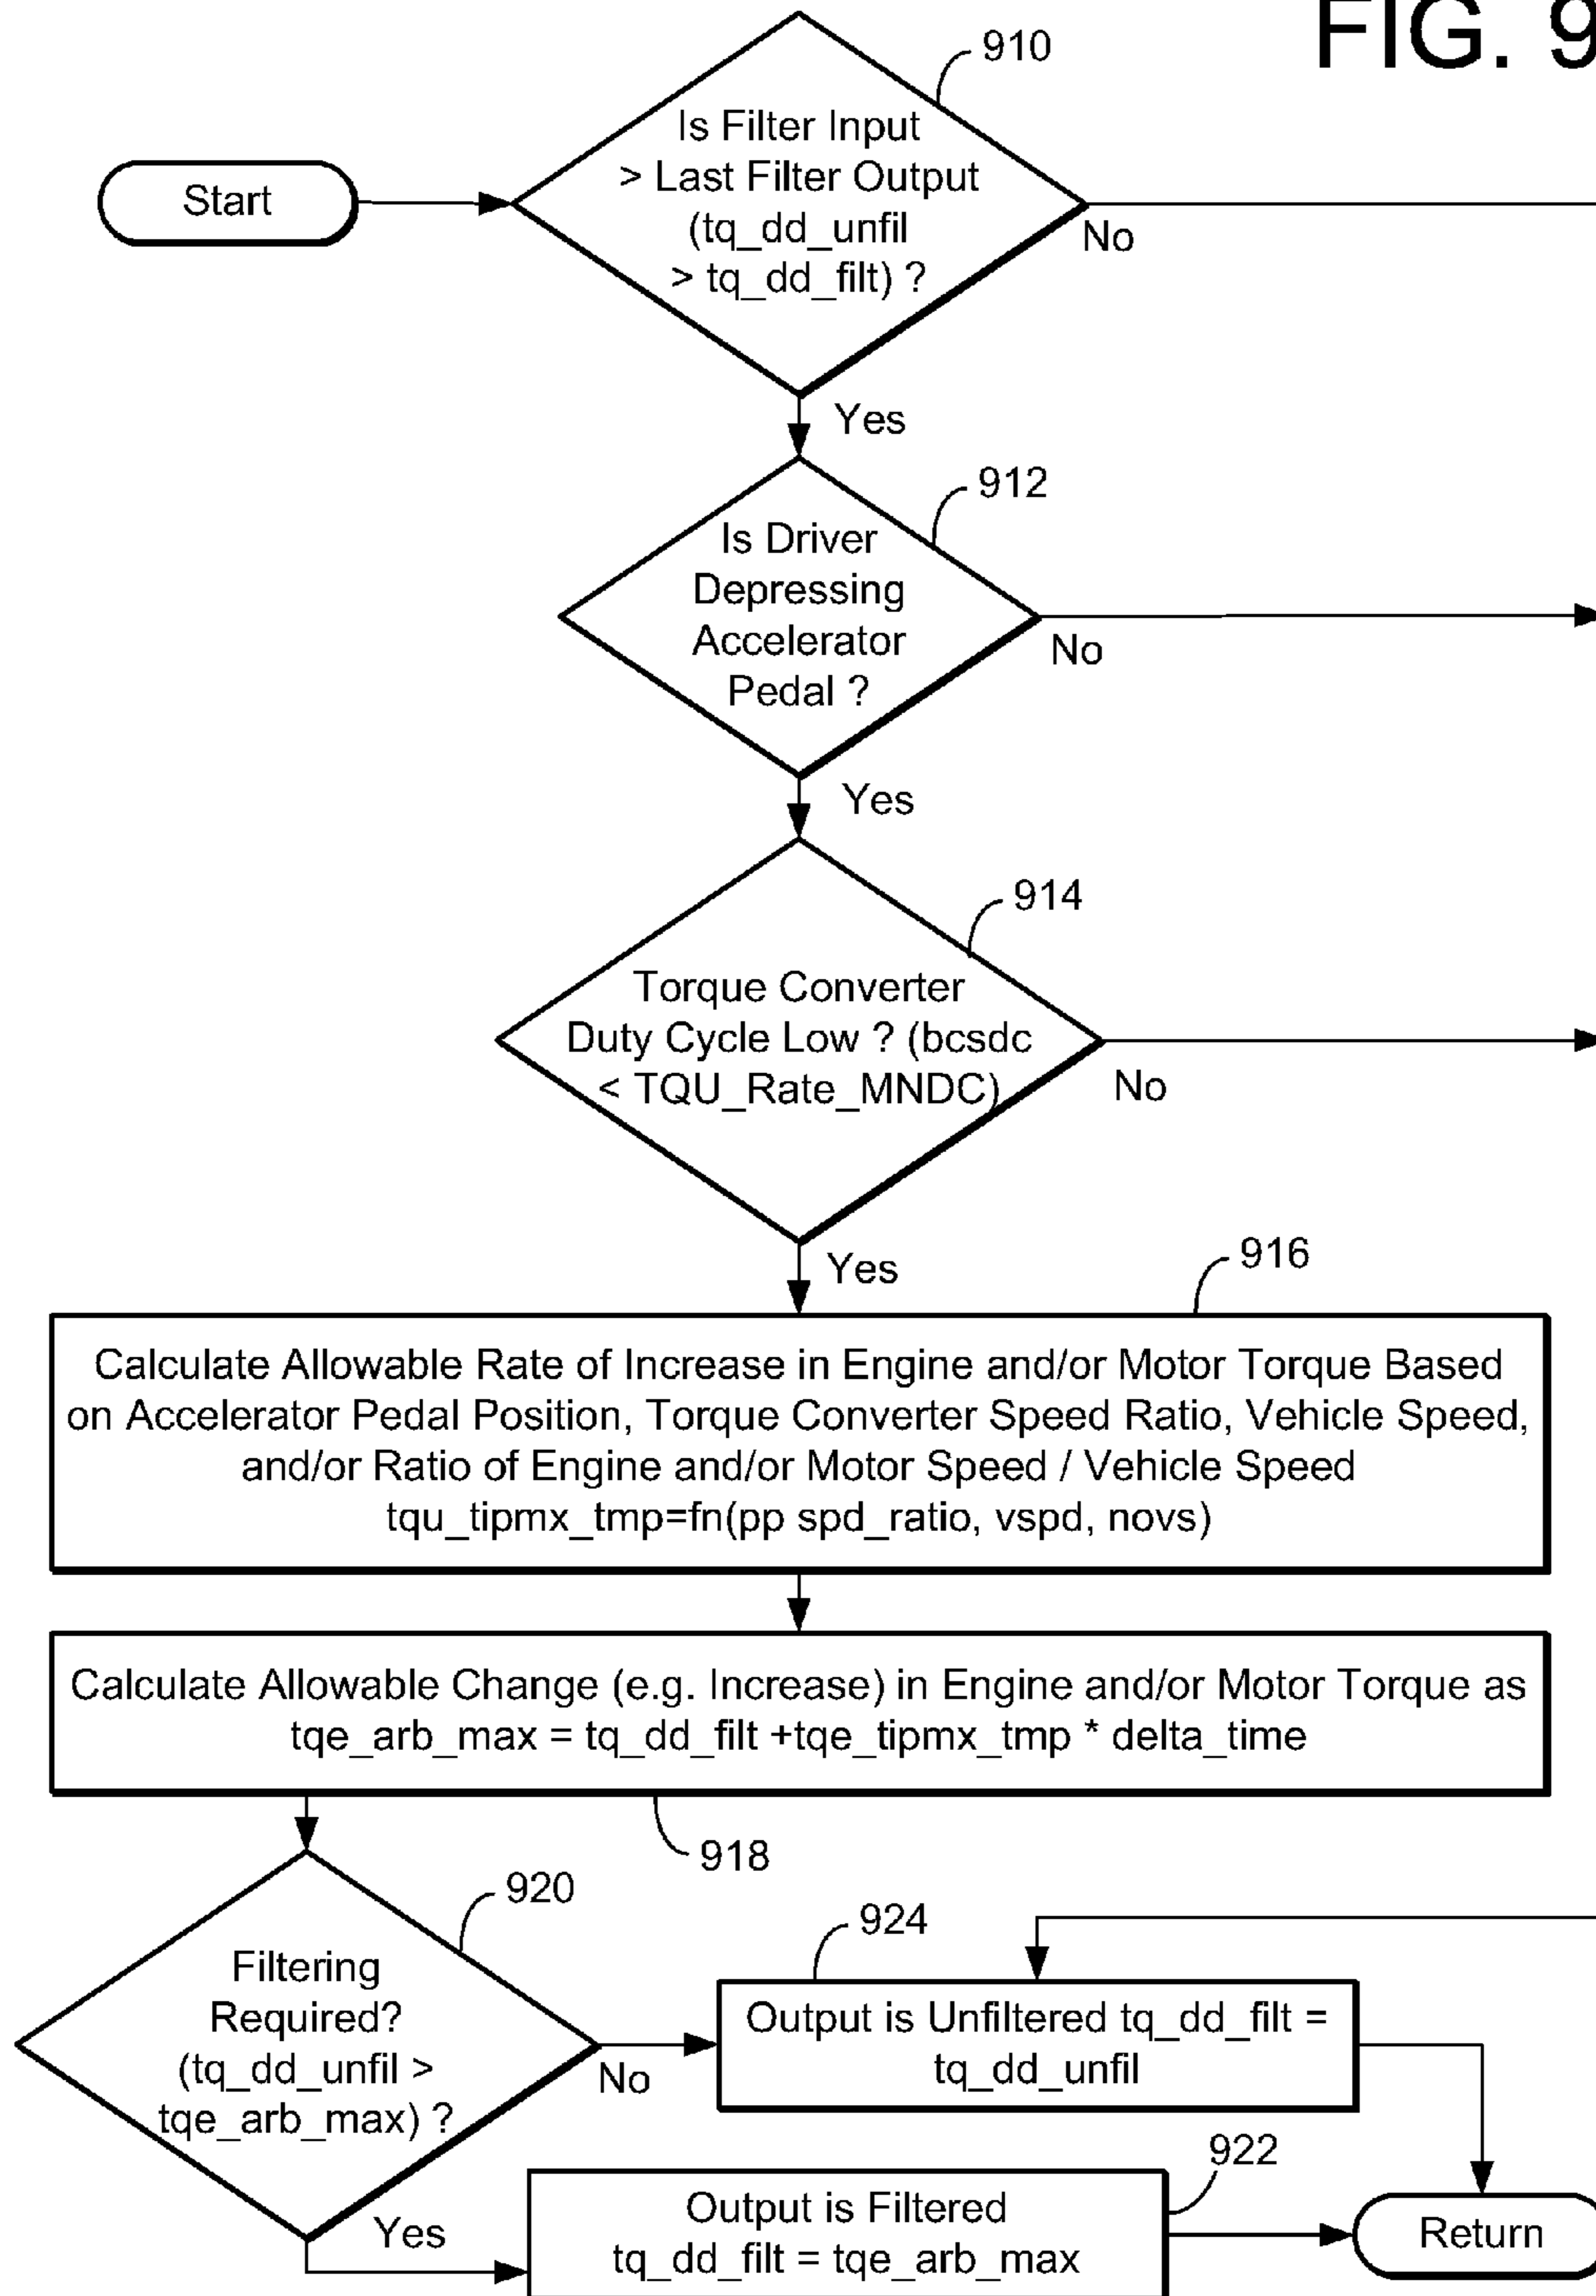 FIG. 9
910
Is Filter Input
> Last Filter Output
(tq_dd_unfil
> tq_dd_filt) ?
Start
No
Yes
912
Is Driver
Depressing
Accelerator
Pedal ?
No
Yes
914
Torque Converter
Duty Cycle Low ? (bcsdc
< TQU_Rate_MNDC)
No
Yes
916
Calculate Allowable Rate of Increase in Engine and/or Motor Torque Based
on Accelerator Pedal Position, Torque Converter Speed Ratio, Vehicle Speed,
and/or Ratio of Engine and/or Motor Speed / Vehicle Speed
tqu_tipmx_tmp=fn(pp spd_ratio, vspd, novs)
Calculate Allowable Change (e.g. Increase) in Engine and/or Motor Torque as
tqe_arb_max = tq_dd_filt +tqe_tipmx_tmp * delta_time
918
920
Filtering
Required?
(tq_dd_unfil >
tqe_arb_max) ?
No
Yes
924
Output is Unfiltered tq_dd_filt =
tq_dd_unfil
922
Output is Filtered
tq_dd_filt = tqe_arb_max
Return